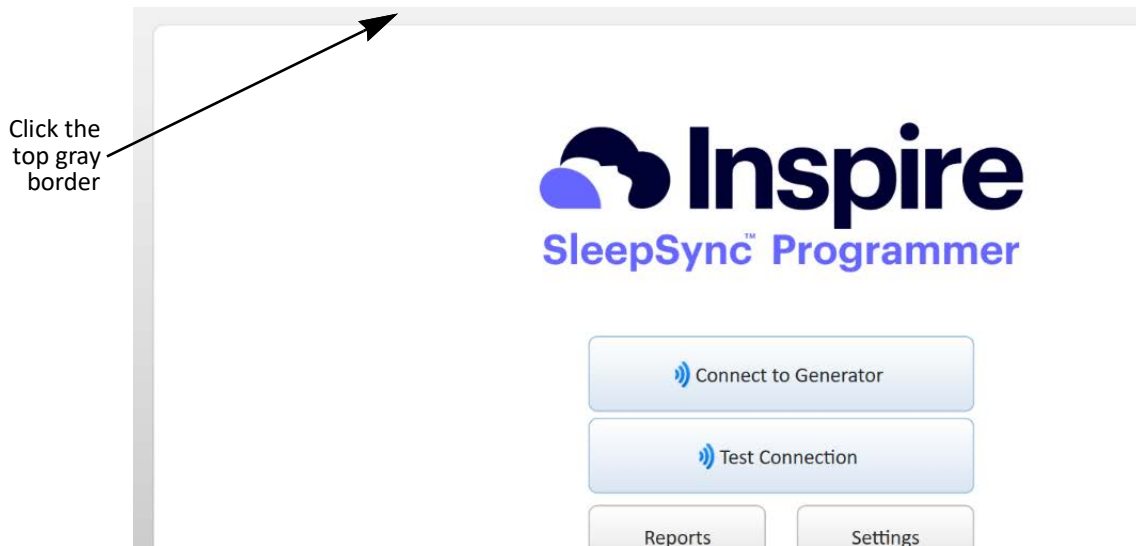 Click the
top gray
border
Inspire
SleepSync™ Programmer
Connect to Generator
Test Connection
Reports Settings